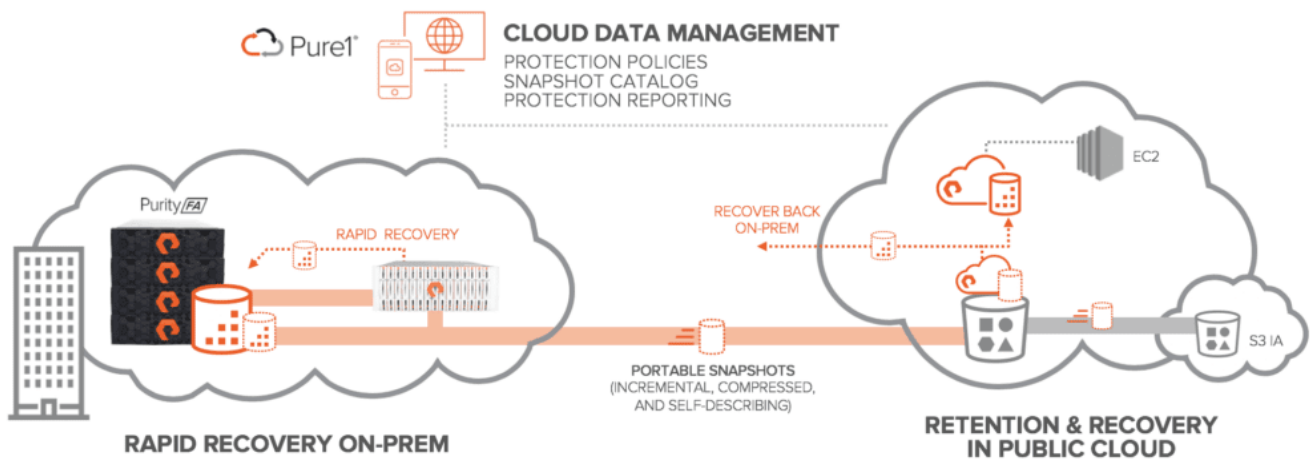 Pure1®
CLOUD DATA MANAGEMENT
PROTECTION POLICIES
SNAPSHOT CATALOG
PROTECTION REPORTING
Purity FA
RAPID RECOVERY
RECOVER BACK
ON-PREM
EC2
S3 IA
PORTABLE SNAPSHOTS
(INCREMENTAL, COMPRESSED,
AND SELF-DESCRIBING)
RAPID RECOVERY ON-PREM
RETENTION & RECOVERY
IN PUBLIC CLOUD